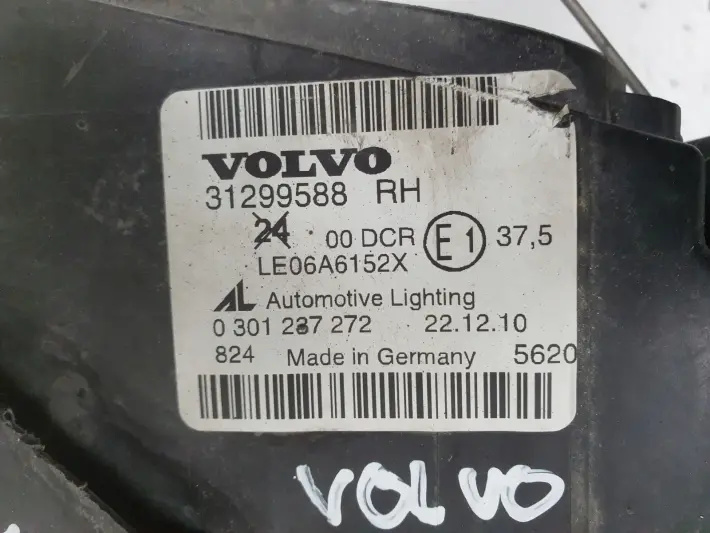 VOLVO
31299588 RH
24 00 DCR E1 37,5
LE06A6152X
AL Automotive Lighting
0 301 237 272 22.12.10
824 Made in Germany 5620
VOLVO